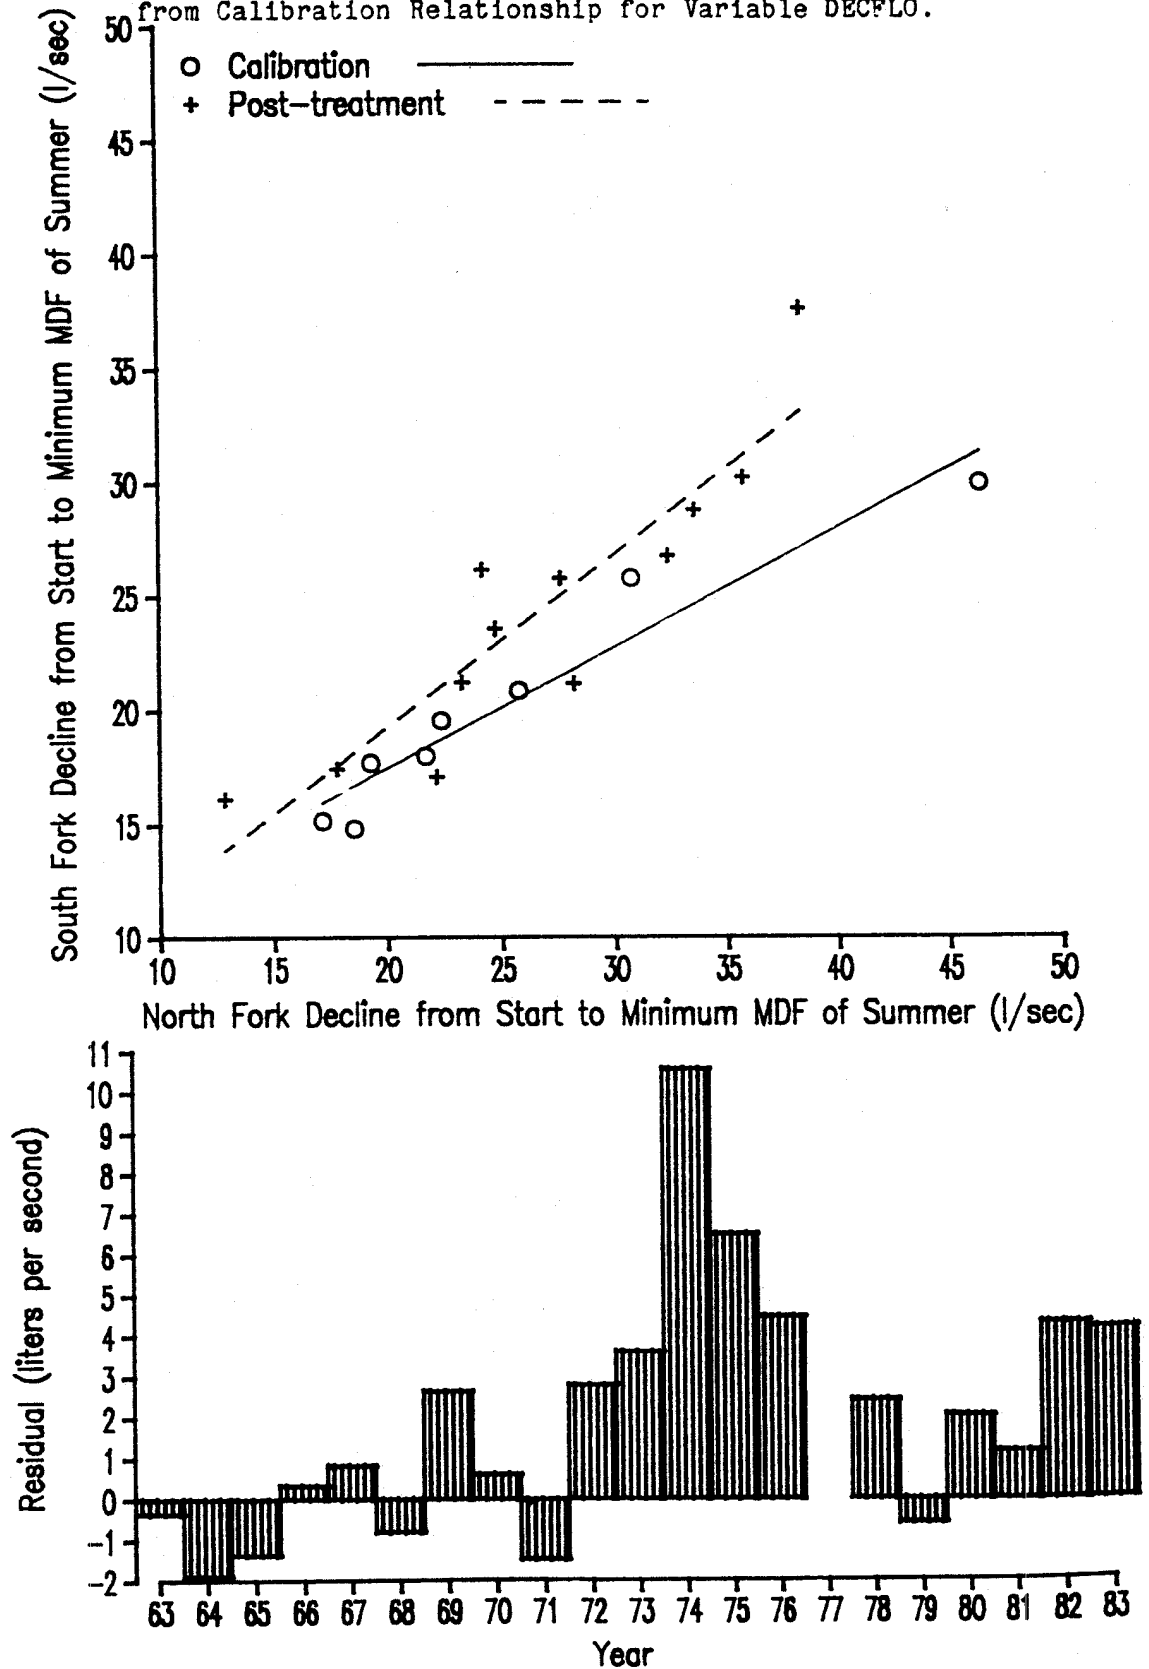 from Calibration Relationship for Variable DECFLO.
South Fork Decline from Start to Minimum MDF of Summer (l/sec)
50
45
40
35
30
25
20
15
10
Calibration
Post-treatment
10 15 20 25 30 35 40 45 50
North Fork Decline from Start to Minimum MDF of Summer (l/sec)
Residual (liters per second)
11
10
9
8
7
6
5
4
3
2
1
0
-1
-2
63 64 65 66 67 68 69 70 71 72 73 74 75 76 77 78 79 80 81 82 83
Year